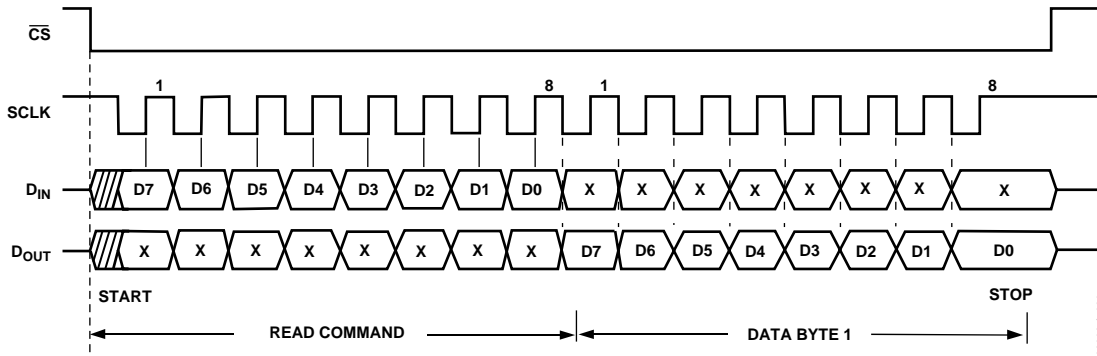 CS
1 8 1 8
SCLK
DIN D7 D6 D5 D4 D3 D2 D1 D0 X X X X X X X X
DOUT X X X X X X X X D7 D6 D5 D4 D3 D2 D1 D0
START STOP
READ COMMAND DATA BYTE 1